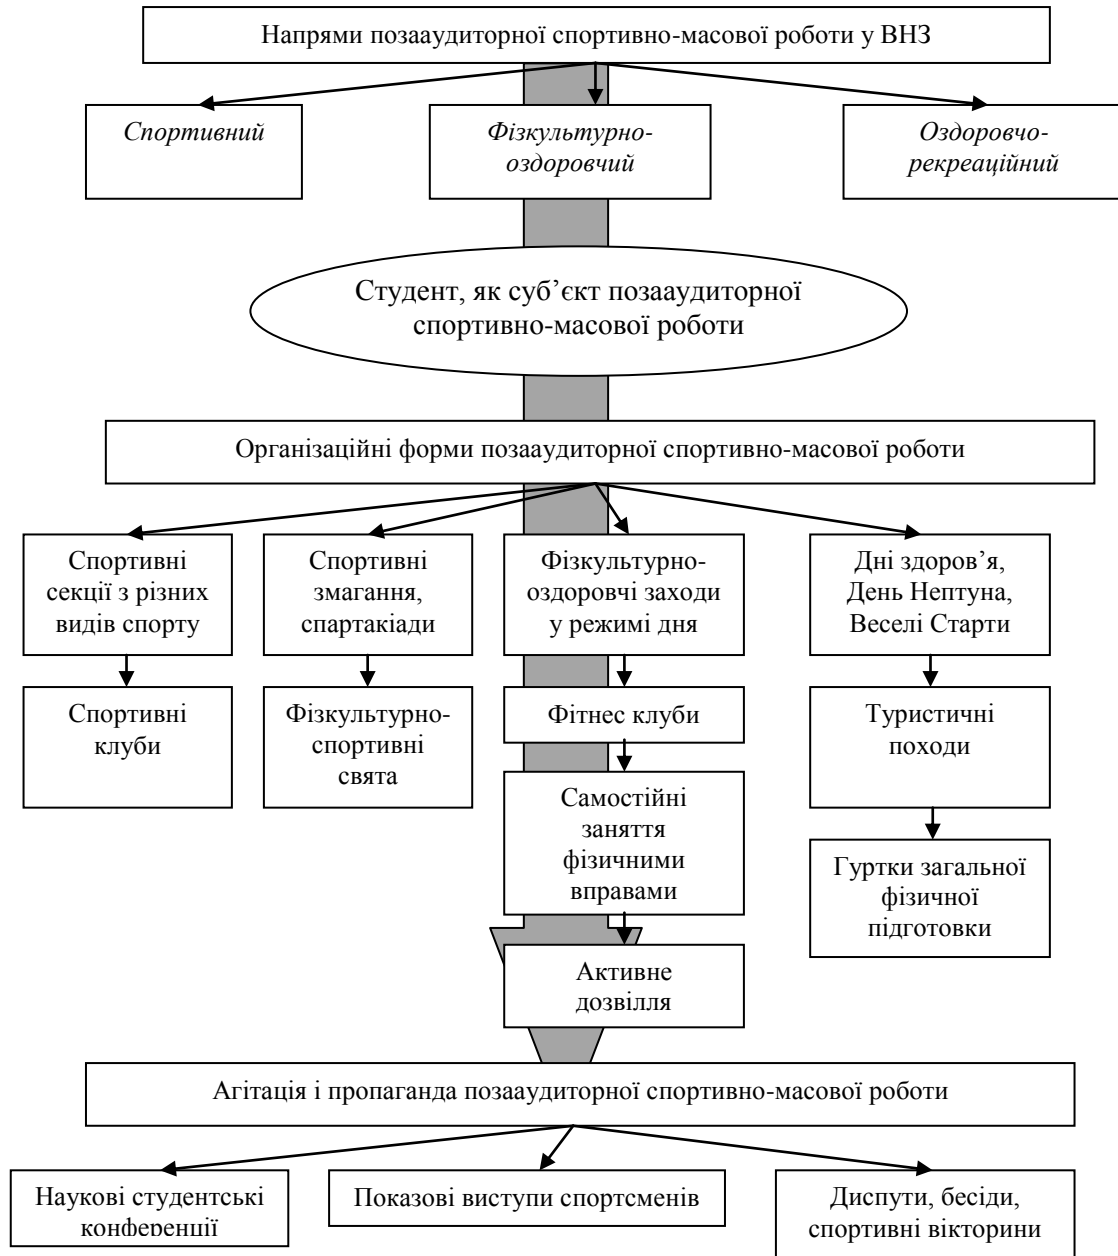 Напрями позааудиторної спортивно-масової роботи у ВНЗ
Спортивний
Фізкультурно-
оздоровчий
Оздоровчо-
рекреаційний
Студент, як суб’єкт позааудиторної
спортивно-масової роботи
Організаційні форми позааудиторної спортивно-масової роботи
Спортивні
секції з різних
видів спорту
Спортивні
змагання,
спартакіади
Фізкультурно-
оздоровчі заходи
у режимі дня
Дні здоров’я,
День Нептуна,
Веселі Старти
Спортивні
клуби
Фізкультурно-
спортивні
свята
Фітнес клуби
Туристичні
походи
Самостійні
заняття
фізичними
вправами
Гуртки загальної
фізичної
підготовки
Активне
дозвілля
Агітація і пропаганда позааудиторної спортивно-масової роботи
Наукові студентські
конференції
Показові виступи спортсменів
Диспути, бесіди,
спортивні вікторини